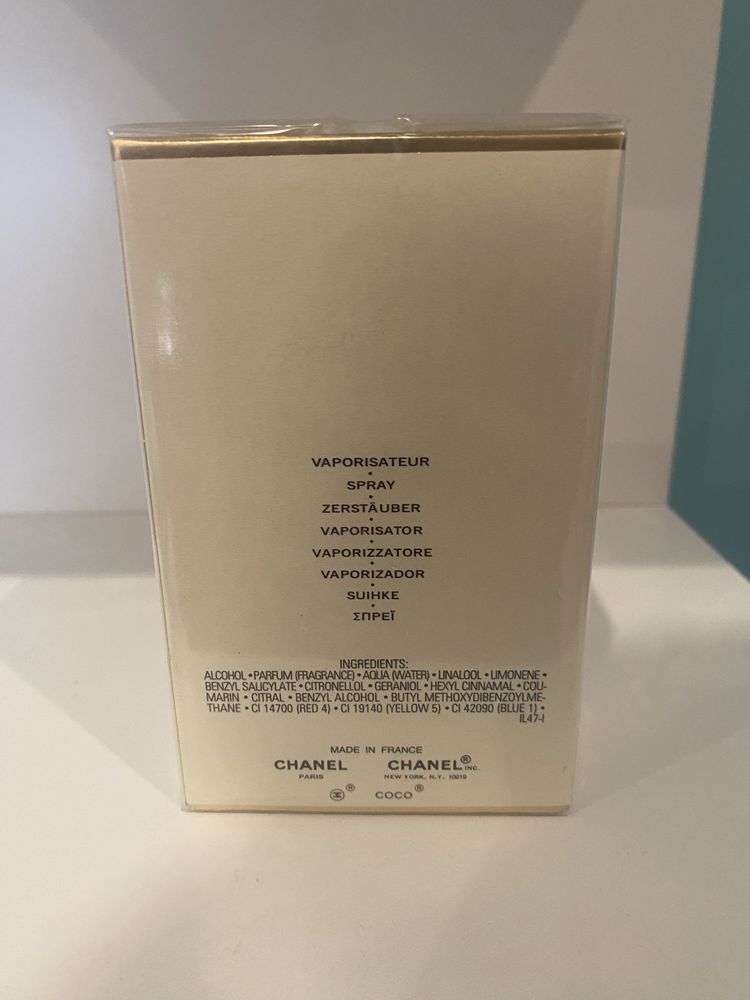 VAPORISATEUR
•
SPRAY
•
ZERSTÄUBER
•
VAPORISATOR
•
VAPORIZZATORE
•
VAPORIZADOR
•
SUIHKE
•
ΣΠΡΕΪ
INGREDIENTS:
ALCOHOL • PARFUM (FRAGRANCE) • AQUA (WATER) • LINALOOL • LIMONENE •
BENZYL SALICYLATE • CITRONELLOL • GERANIOL • HEXYL CINNAMAL • COU-
MARIN • CITRAL • BENZYL ALCOHOL • BUTYL METHOXYDIBENZOYLME-
THANE • CI 14700 (RED 4) • CI 19140 (YELLOW 5) • CI 42090 (BLUE 1) •
IL47-I
MADE IN FRANCE
CHANEL CHANEL® INC.
PARIS NEW YORK, N.Y. 10019
® COCO®